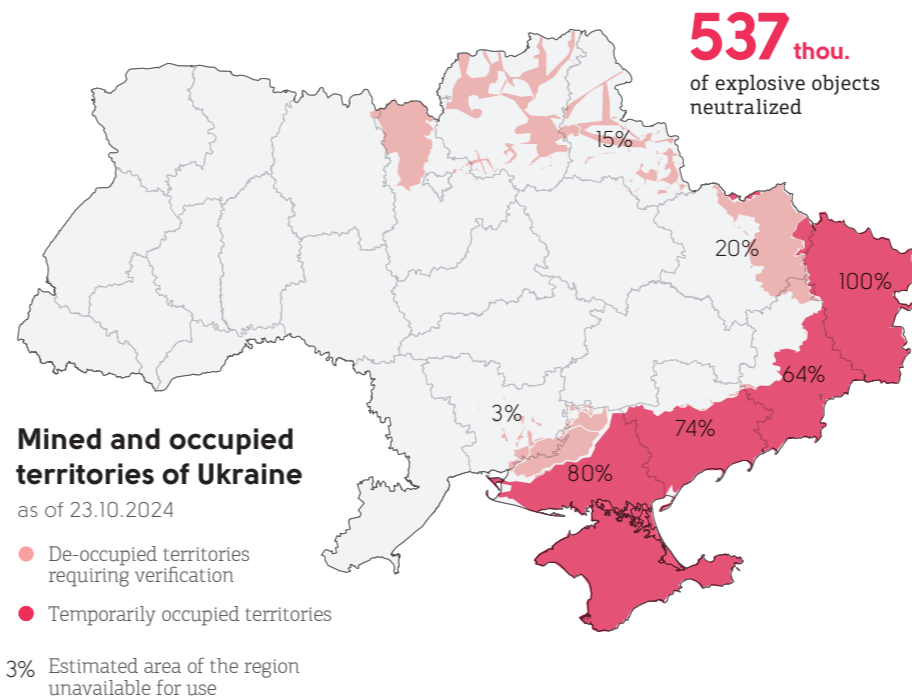 537 thou.
of explosive objects
neutralized
15%
20%
100%
64%
3%
74%
80%
Mined and occupied
territories of Ukraine
as of 23.10.2024
De-occupied territories
requiring verification
Temporarily occupied territories
3% Estimated area of the region
unavailable for use